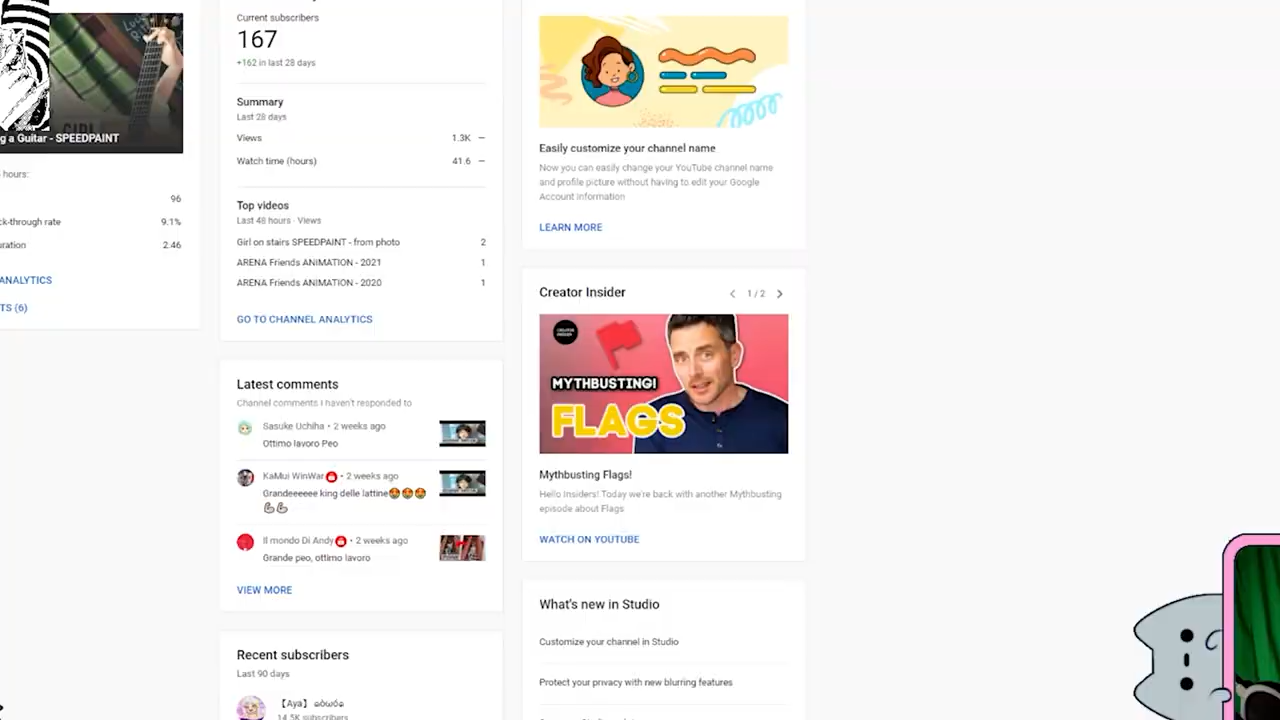 g a Guitar - SPEEDPAINT
hours:
96
ck-through rate 9.1%
uration 2.46
ANALYTICS
TS (6)
Current subscribers
167
+162 in last 28 days
Summary
Last 28 days
Views 1.3K —
Watch time (hours) 41.6 —
Top videos
Last 48 hours · Views
Girl on stairs SPEEDPAINT - from photo 2
ARENA Friends ANIMATION - 2021 1
ARENA Friends ANIMATION - 2020 1
GO TO CHANNEL ANALYTICS
Latest comments
Channel comments I haven't responded to
Sasuke Uchiha • 2 weeks ago
Ottimo lavoro Peo
KaMui WinWar • 2 weeks ago
Grandeeeeee king delle lattine
Il mondo Di Andy • 2 weeks ago
Grande peo, ottimo lavoro
VIEW MORE
Recent subscribers
Last 90 days
【Aya】
14.5K subscribers
Easily customize your channel name
Now you can easily change your YouTube channel name
and profile picture without having to edit your Google
Account information
LEARN MORE
Creator Insider
1 / 2
MYTHBUSTING!
FLAGS
Mythbusting Flags!
Hello Insiders! Today we're back with another Mythbusting
episode about Flags
WATCH ON YOUTUBE
What's new in Studio
Customize your channel in Studio
Protect your privacy with new blurring features